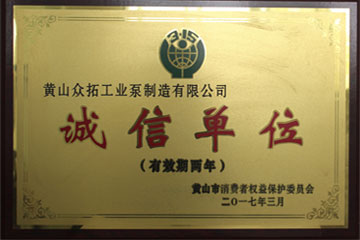 3·15
黄山众拓工业泵制造有限公司
诚信单位
(有效期两年)
黄山市消费者权益保护委员会
二〇一七年三月